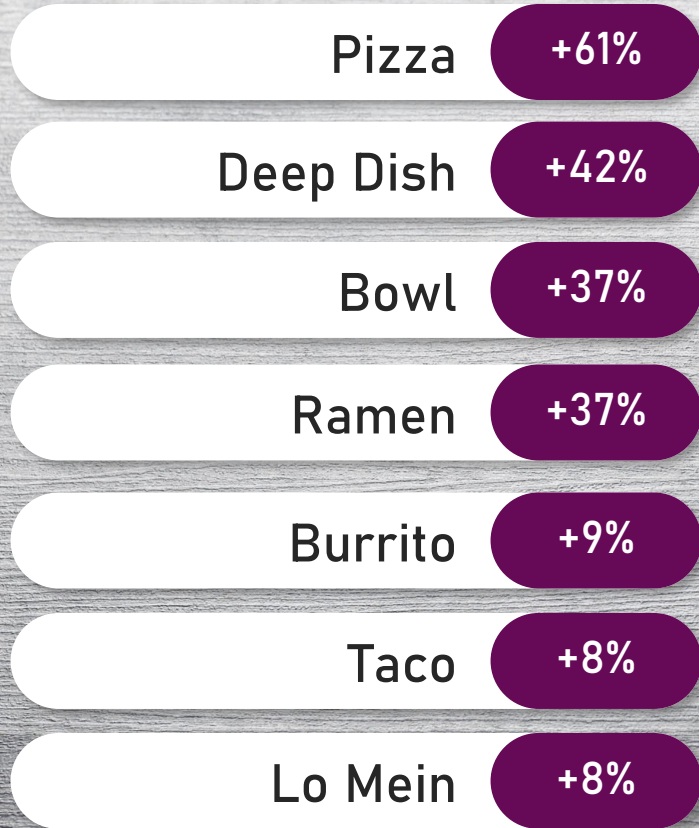 Pizza +61%
Deep Dish +42%
Bowl +37%
Ramen +37%
Burrito +9%
Taco +8%
Lo Mein +8%